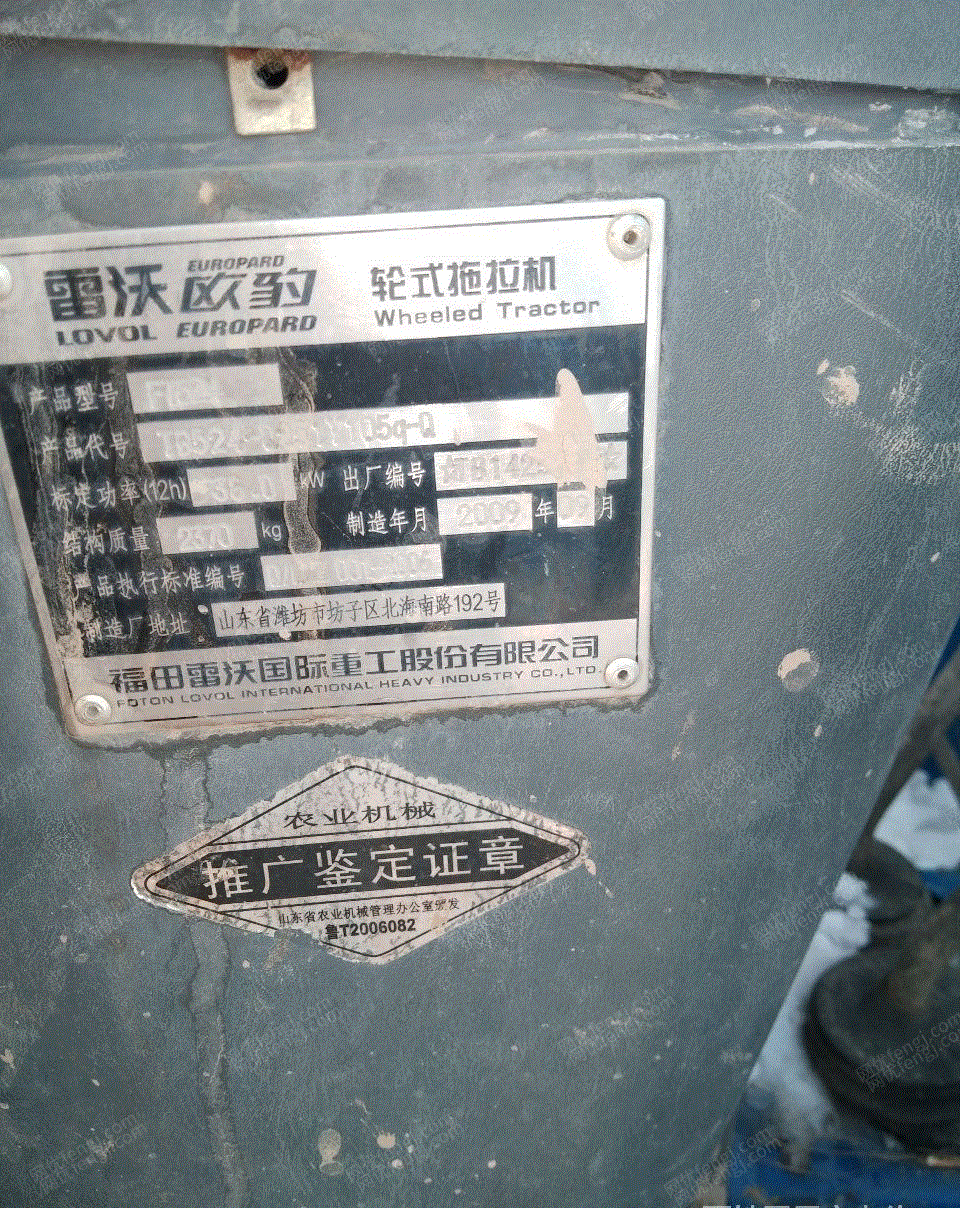 EUROPARD
雷沃 欧豹
LOVOL EUROPARD
轮式拖拉机
Wheeled Tractor
产品型号
产品代号
标定功率(12h) kW 出厂编号
结构质量 kg 制造年月 2009 年 09 月
产品执行标准编号
制造厂地址 山东省潍坊市坊子区北海南路192号
福田雷沃国际重工股份有限公司
FOTON LOVOL INTERNATIONAL HEAVY INDUSTRY CO.,LTD.
农业机械
推广鉴定证章
山东省农业机械管理办公室颁发
鲁T2006082